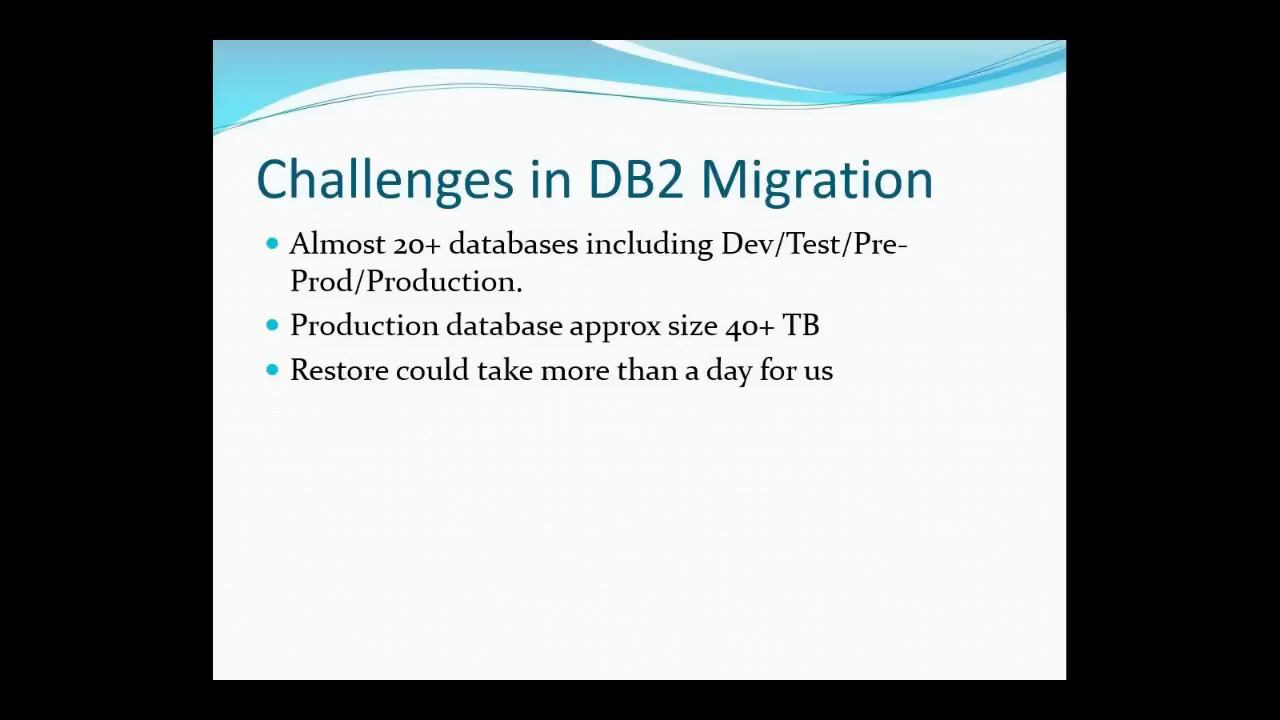 Challenges in DB2 Migration
• Almost 20+ databases including Dev/Test/Pre-
Prod/Production.
• Production database approx size 40+ TB
• Restore could take more than a day for us